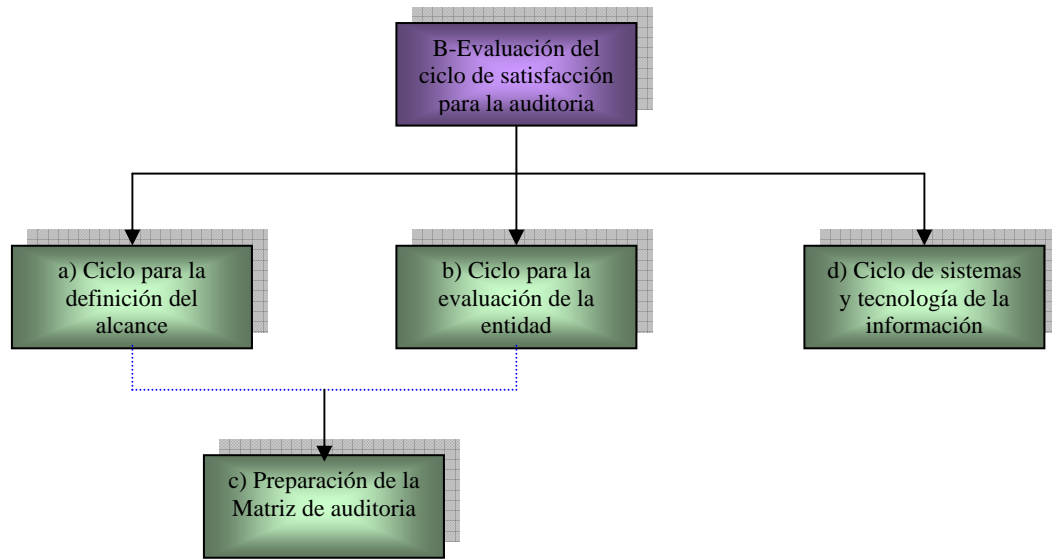 B-Evaluación del
ciclo de satisfacción
para la auditoria
a) Ciclo para la
definición del
alcance
b) Ciclo para la
evaluación de la
entidad
d) Ciclo de sistemas
y tecnología de la
información
c) Preparación de la
Matriz de auditoria